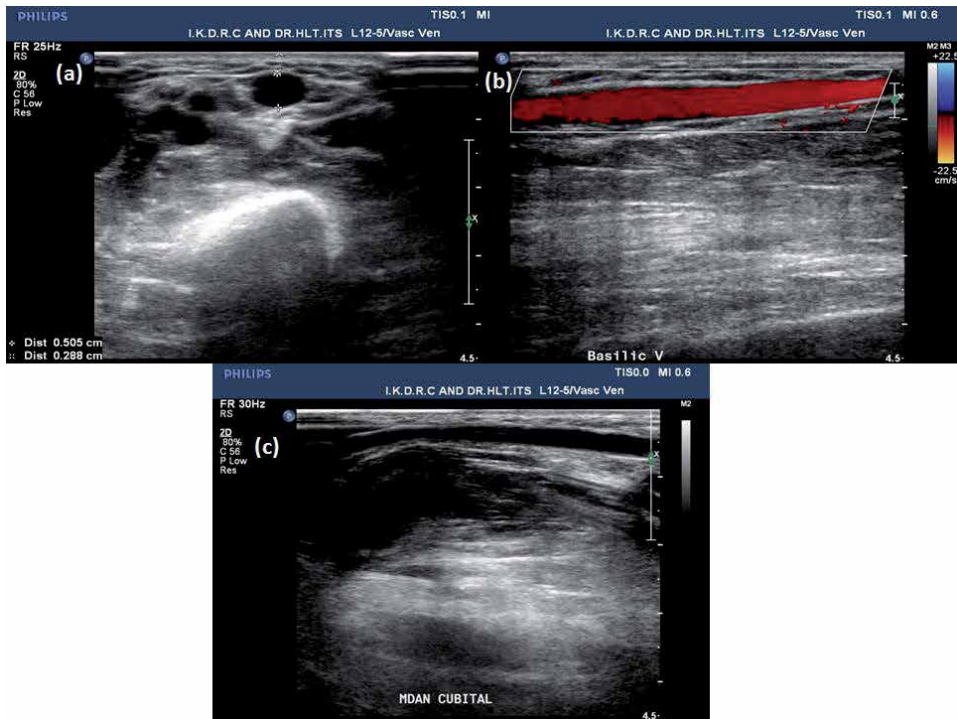 PHILIPS
TIS0.1 MI
I.K.D.R.C AND DR.HLT.ITS L12-5/Vasc Ven
FR 25Hz
RS
2D
80%
C 56
P Low
Res
(a)
Dist 0.505 cm
Dist 0.288 cm
4.5
TIS0.1 MI 0.6
I.K.D.R.C AND DR.HLT.ITS L12-5/Vasc Ven
(b)
M2 M3
+22.5
-22.5
cm/s
x
Basilic V
4.5
PHILIPS
TIS0.0 MI 0.6
I.K.D.R.C AND DR.HLT.ITS L12-5/Vasc Ven
FR 30Hz
RS
2D
80%
C 56
P Low
Res
(c)
M2
x
MDAN CUBITAL
4.5